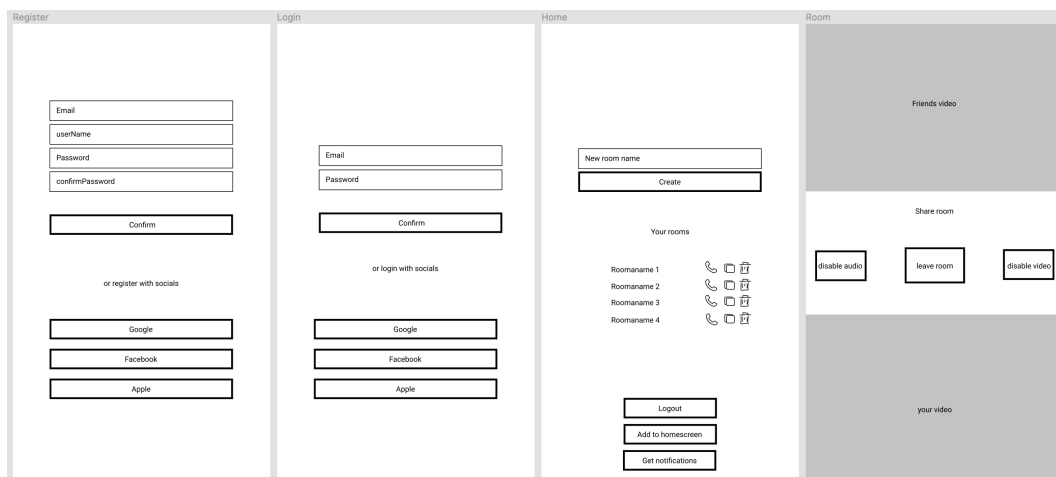 Register
Email
userName
Password
confirmPassword
Confirm
or register with socials
Google
Facebook
Apple
Login
Email
Password
Confirm
or login with socials
Google
Facebook
Apple
Home
New room name
Create
Your rooms
Roomaname 1
Roomaname 2
Roomaname 3
Roomaname 4
Logout
Add to homescreen
Get notifications
Room
Friends video
Share room
disable audio
leave room
disable video
your video